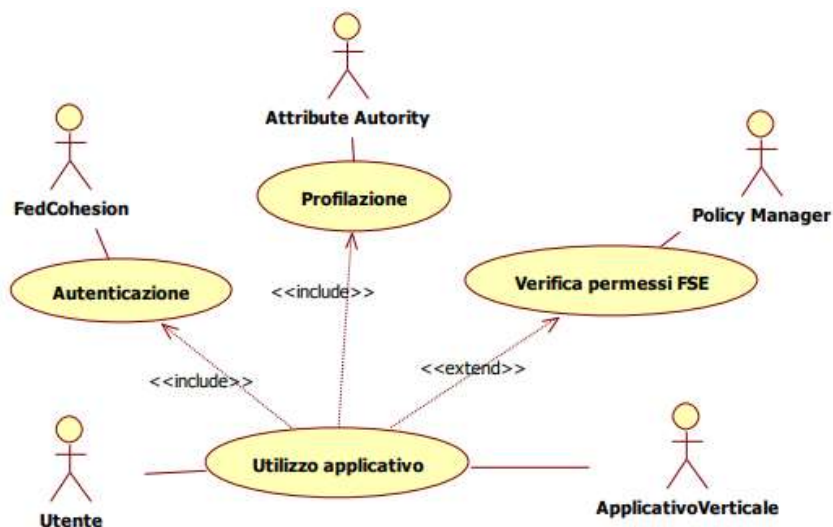 Attribute Autority
FedCohesion
Profilazione
Policy Manager
Autenticazione
<<include>>
Verifica permessi FSE
<<include>>
<<extend>>
Utilizzo applicativo
Utente
ApplicativoVerticale